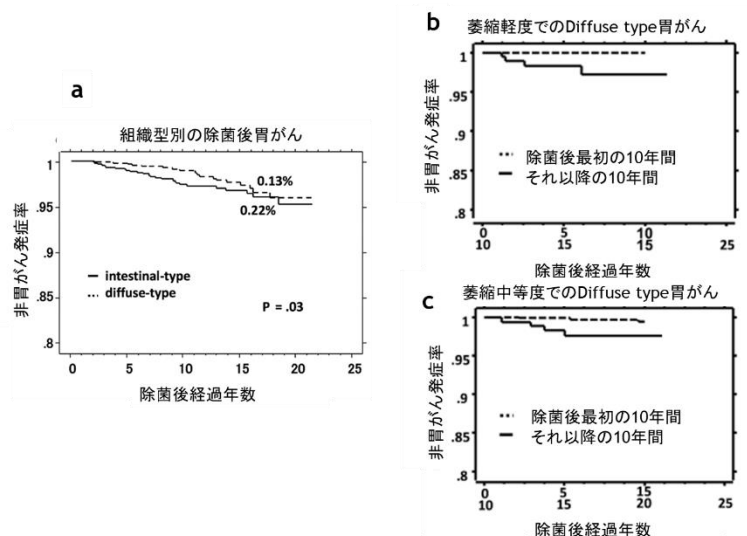 a
組織型別の除菌後胃がん
非胃がん発症率
1
.95
.9
.85
.8
0.13%
0.22%
intestinal-type
diffuse-type
P = .03
0 5 10 15 20 25
除菌後経過年数
b
萎縮軽度でのDiffuse type胃がん
非胃がん発症率
1
.95
.9
.85
.8
除菌後最初の10年間
それ以降の10年間
0 5 10 25
10 15 15
除菌後経過年数
c
萎縮中等度でのDiffuse type胃がん
非胃がん発症率
1
.95
.9
.85
.8
除菌後最初の10年間
それ以降の10年間
0 5 15 25
10 15 20
除菌後経過年数